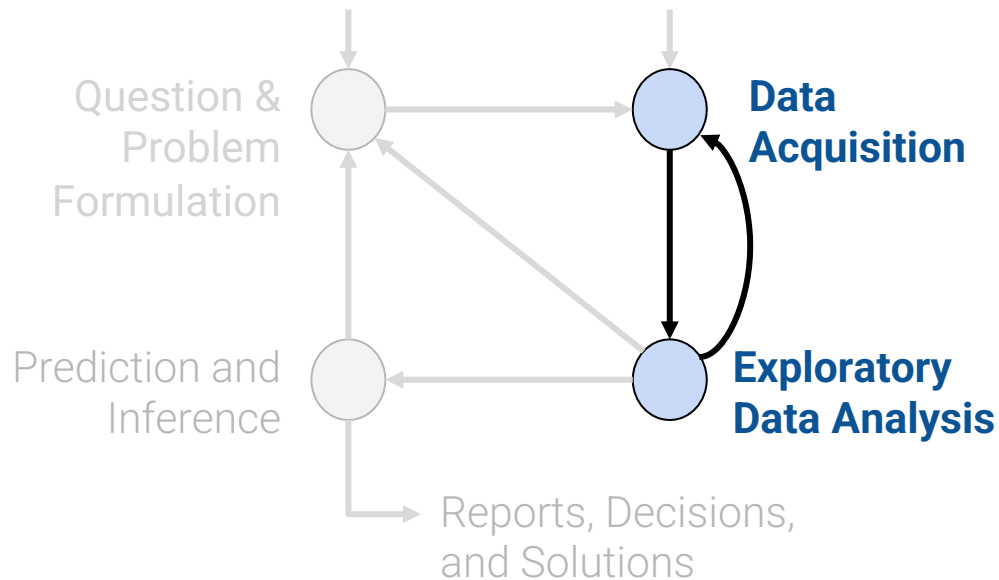 Question &
Problem
Formulation
Data
Acquisition
Prediction and
Inference
Exploratory
Data Analysis
Reports, Decisions,
and Solutions